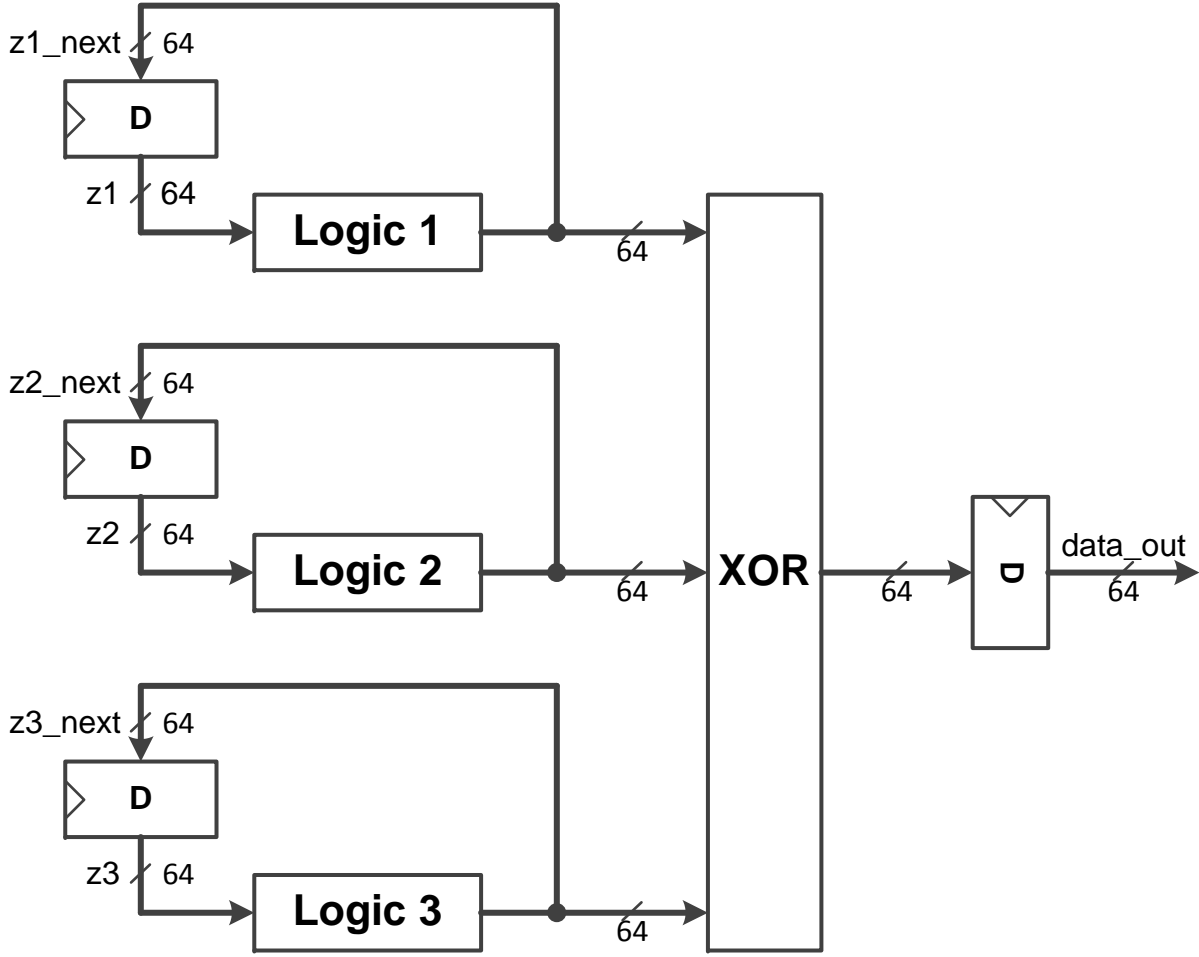 z1_next 64
D
z1 64
Logic 1
64
z2_next 64
D
z2 64
Logic 2
64
XOR
64
D
data_out
64
z3_next 64
D
z3 64
Logic 3
64